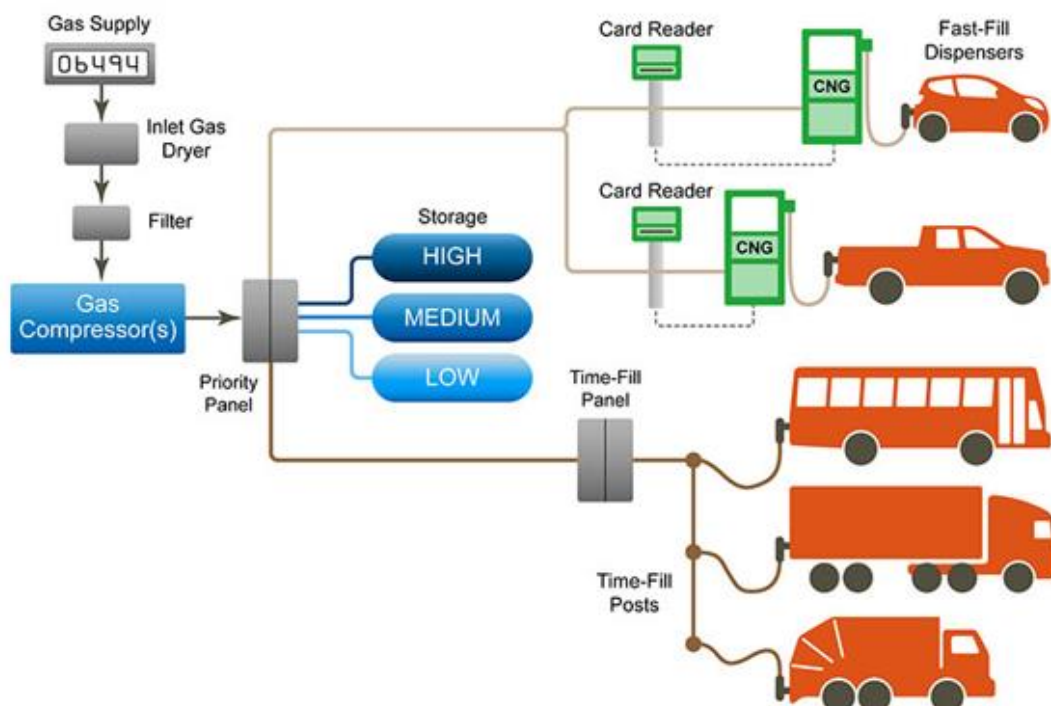 Gas Supply
06494
Inlet Gas
Dryer
Filter
Gas
Compressor(s)
Priority
Panel
Storage
HIGH
MEDIUM
LOW
Card Reader
CNG
Fast-Fill
Dispensers
Card Reader
CNG
Time-Fill
Panel
Time-Fill
Posts